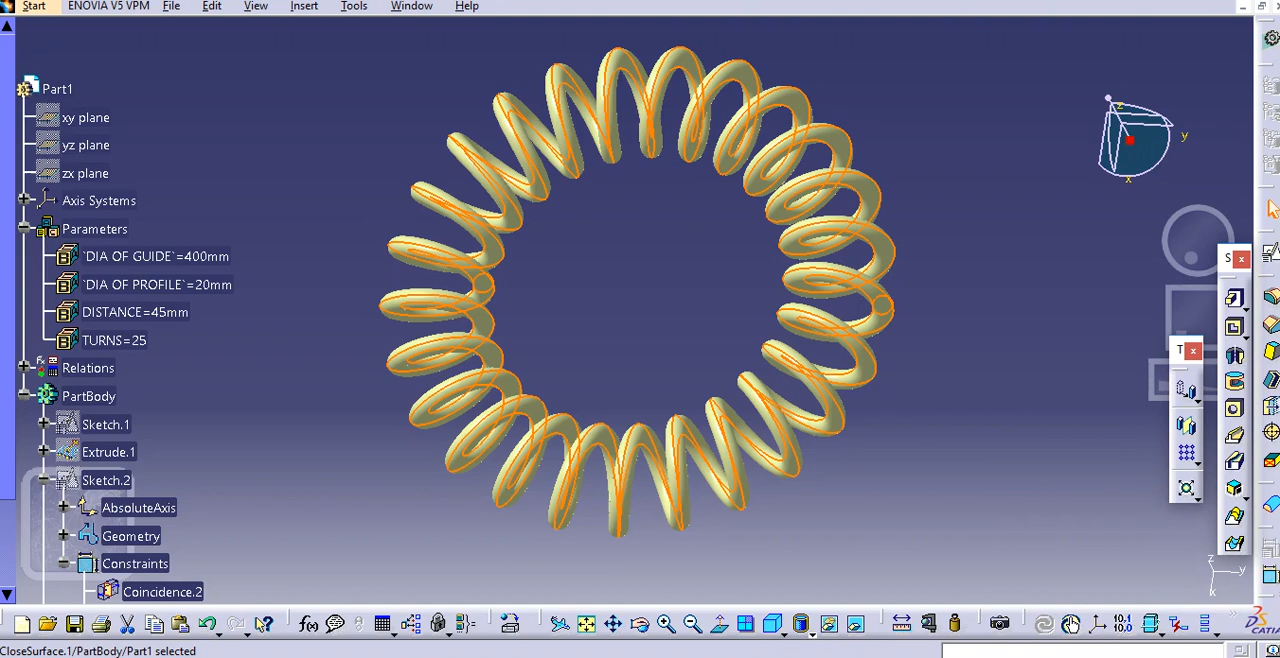 Start ENOVIA V5 VPM File Edit View Insert Tools Window Help
Part1
xy plane
yz plane
zx plane
Axis Systems
Parameters
`DIA OF GUIDE`=400mm
`DIA OF PROFILE`=20mm
DISTANCE=45mm
TURNS=25
Relations
PartBody
Sketch.1
Extrude.1
Sketch.2
AbsoluteAxis
Geometry
Constraints
Coincidence.2
z
y
x
S
T
z
y
x
CATIA
CloseSurface.1/PartBody/Part1 selected